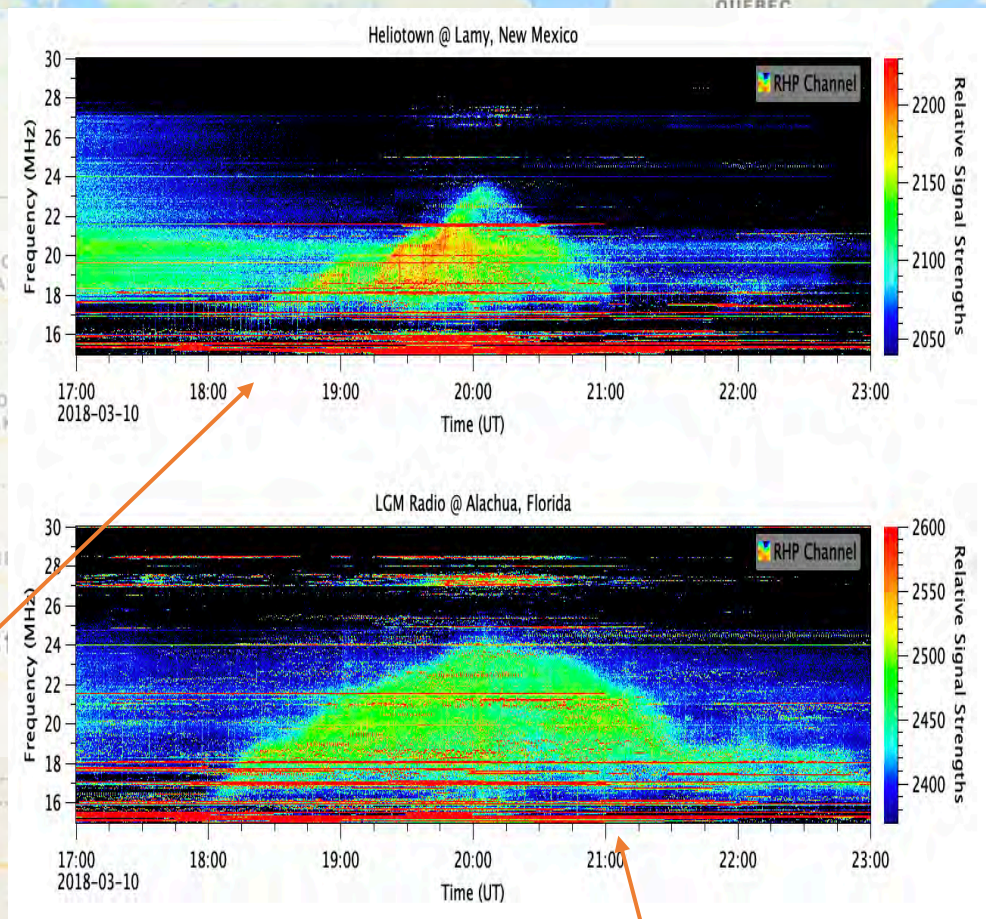 QUEBEC
Heliotown @ Lamy, New Mexico
30
28
26
24
22
20
18
16
Frequency (MHz)
RHP Channel
2200
2150
2100
2050
Relative Signal Strengths
17:00 18:00 19:00 20:00 21:00 22:00 23:00
2018-03-10
Time (UT)
LGM Radio @ Alachua, Florida
30
28
26
24
22
20
18
16
Frequency (MHz)
RHP Channel
2600
2550
2500
2450
2400
Relative Signal Strengths
17:00 18:00 19:00 20:00 21:00 22:00 23:00
2018-03-10
Time (UT)